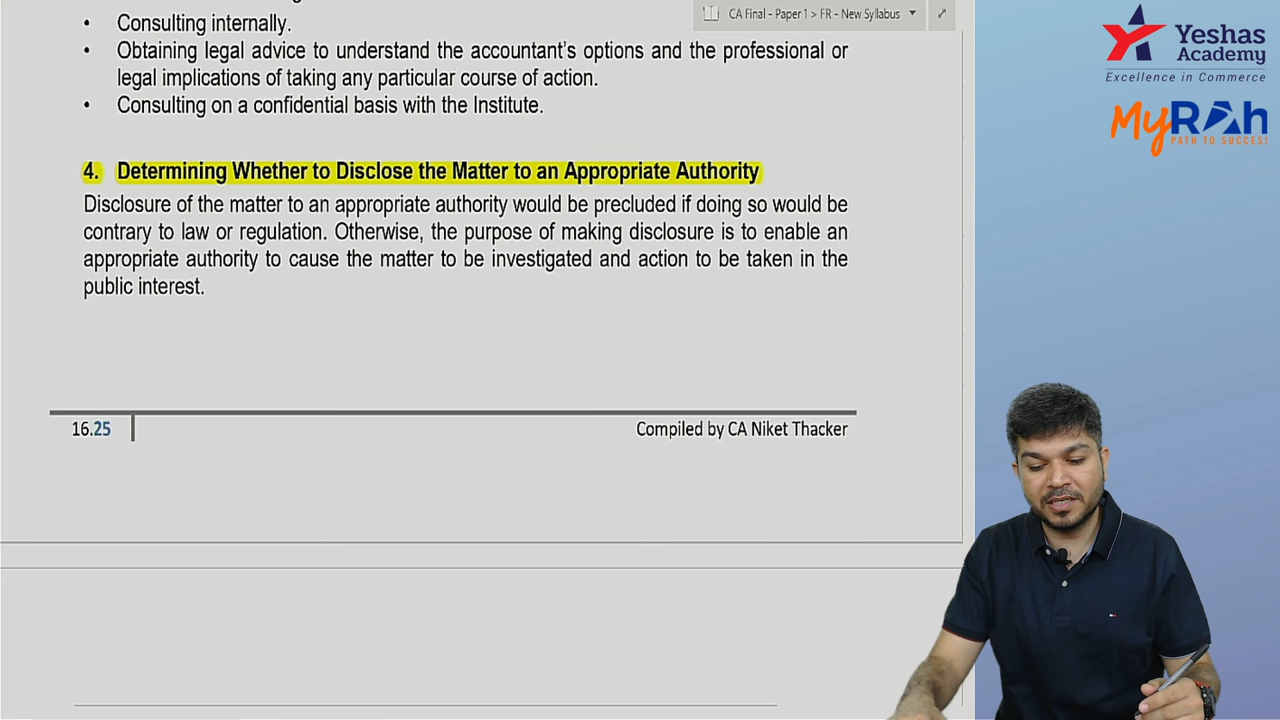 CA Final - Paper 1 > FR - New Syllabus
• Consulting internally.
• Obtaining legal advice to understand the accountant's options and the professional or
legal implications of taking any particular course of action.
• Consulting on a confidential basis with the Institute.
4. Determining Whether to Disclose the Matter to an Appropriate Authority
Disclosure of the matter to an appropriate authority would be precluded if doing so would be
contrary to law or regulation. Otherwise, the purpose of making disclosure is to enable an
appropriate authority to cause the matter to be investigated and action to be taken in the
public interest.
16.25
Compiled by CA Niket Thacker
Yeshas
Academy
Excellence in Commerce
MyRAh
PATH TO SUCCESS